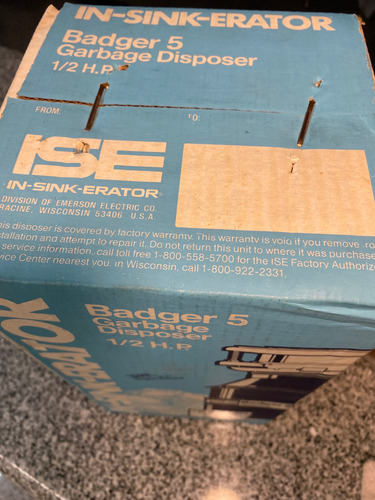 IN-SINK-ERATOR
Badger 5
Garbage Disposer
1/2 H.P.
FROM:
TO:
ISE
IN-SINK-ERATOR
DIVISION OF EMERSON ELECTRIC CO.
RACINE, WISCONSIN 53406 U.S.A.
his disposer is covered by factory warranty. This warranty is void if you remove
stallation and attempt to repair it. Do not return this unit to where it was purchase
service information, call toll free 1-800-558-5700 for the ISE Factory Authoriz
vice Center nearest you, in Wisconsin, call 1-800-922-2331.
Badger 5
Garbage
Disposer
1/2 H.P.